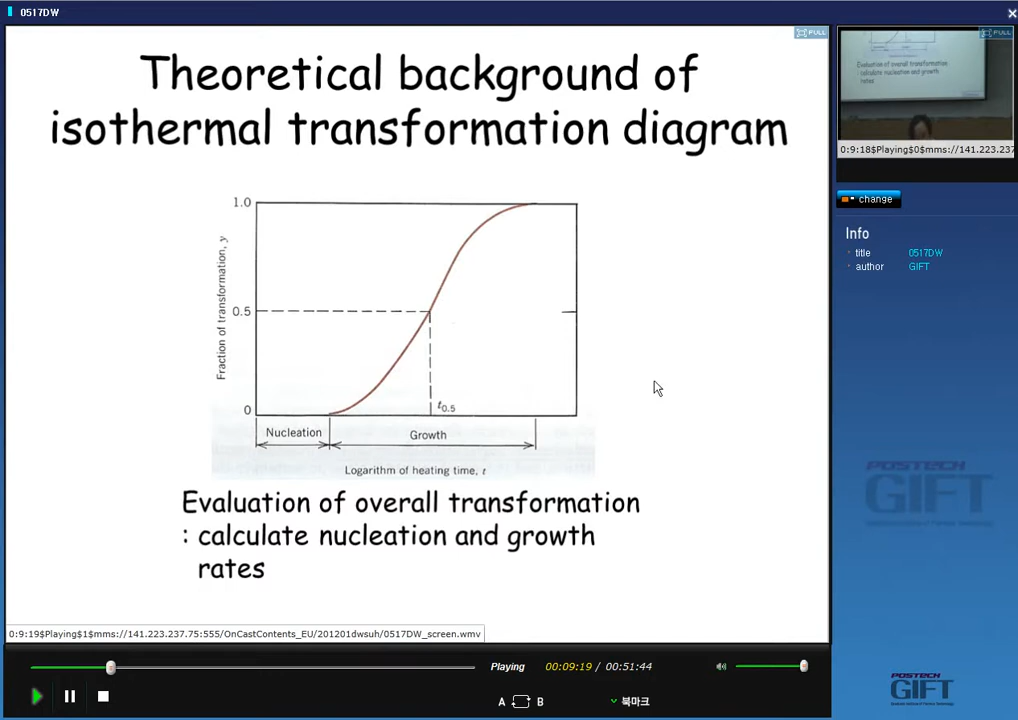 0517DW
FULL
Theoretical background of
isothermal transformation diagram
1.0
Fraction of transformation, y
0.5
0
t0.5
Nucleation
Growth
Logarithm of heating time, t
Evaluation of overall transformation
: calculate nucleation and growth
rates
0:9:19$Playing$1$mms://141.223.237.75:555/OnCastContents_EU/201201dwsuh/0517DW_screen.wmv
Playing
00:09:19 / 00:51:44
A B
북마크
FULL
Evaluation of overall transformation
: calculate nucleation and growth
rates
0:9:18$Playing$0$mms://141.223.237
change
Info
title 0517DW
author GIFT
POSTECH
GIFT
POSTECH
GIFT